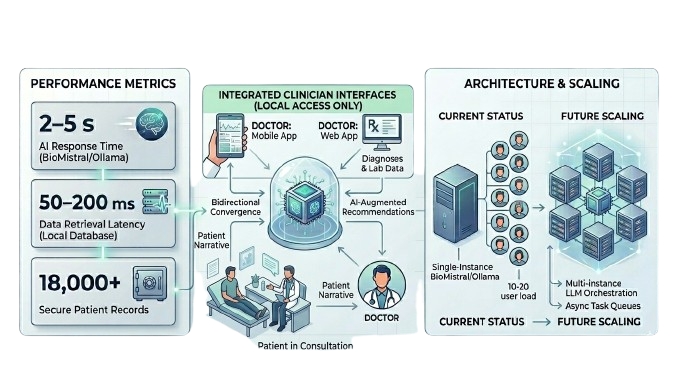 PERFORMANCE METRICS
2–5 s
AI Response Time
(BioMistral/Ollama)
50–200 ms
Data Retrieval Latency
(Local Database)
18,000+
Secure Patient Records
INTEGRATED CLINICIAN INTERFACES
(LOCAL ACCESS ONLY)
DOCTOR:
Mobile App
DOCTOR:
Web App
Rx
Diagnoses
& Lab Data
Bidirectional
Convergence
AI-Augmented
Recommendations
Patient
Narrative
Patient
Narrative
DOCTOR
Patient in Consultation
ARCHITECTURE & SCALING
CURRENT STATUS
FUTURE SCALING
Single-Instance
BioMistral/Ollama
10-20
user load
Multi-instance
LLM Orchestration
Async Task Queues
CURRENT STATUS → FUTURE SCALING